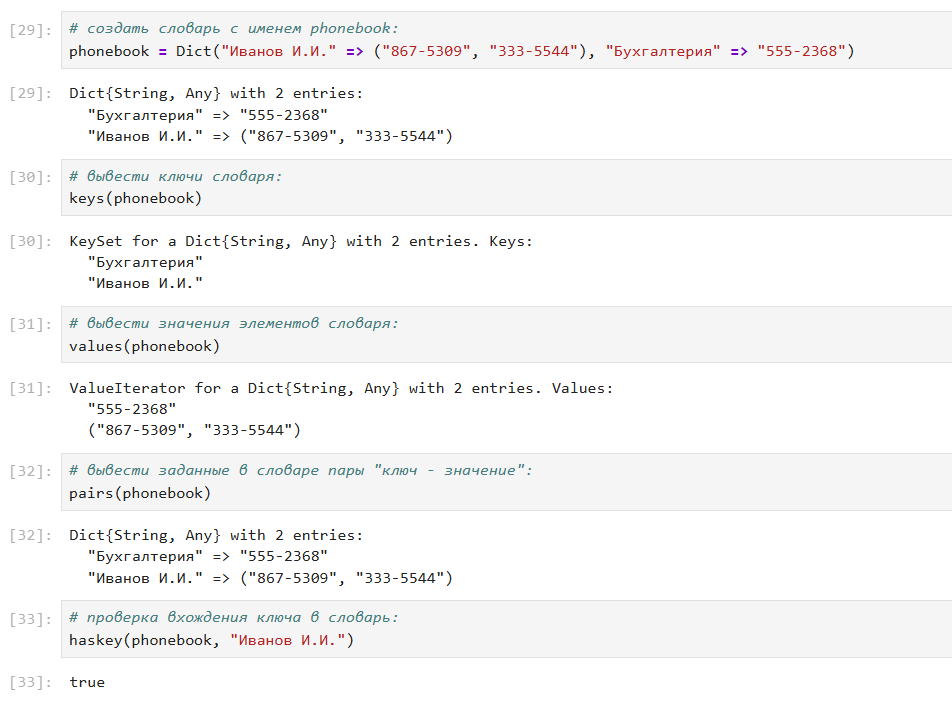 [29]: # создать словарь с именем phonebook:
phonebook = Dict("Иванов И.И." => ("867-5309", "333-5544"), "Бухгалтерия" => "555-2368")
[29]: Dict{String, Any} with 2 entries:
"Бухгалтерия" => "555-2368"
"Иванов И.И." => ("867-5309", "333-5544")
[30]: # вывести ключи словаря:
keys(phonebook)
[30]: KeySet for a Dict{String, Any} with 2 entries. Keys:
"Бухгалтерия"
"Иванов И.И."
[31]: # вывести значения элементов словаря:
values(phonebook)
[31]: ValueIterator for a Dict{String, Any} with 2 entries. Values:
"555-2368"
("867-5309", "333-5544")
[32]: # вывести заданные в словаре пары "ключ - значение":
pairs(phonebook)
[32]: Dict{String, Any} with 2 entries:
"Бухгалтерия" => "555-2368"
"Иванов И.И." => ("867-5309", "333-5544")
[33]: # проверка вхождения ключа в словарь:
haskey(phonebook, "Иванов И.И.")
[33]: true